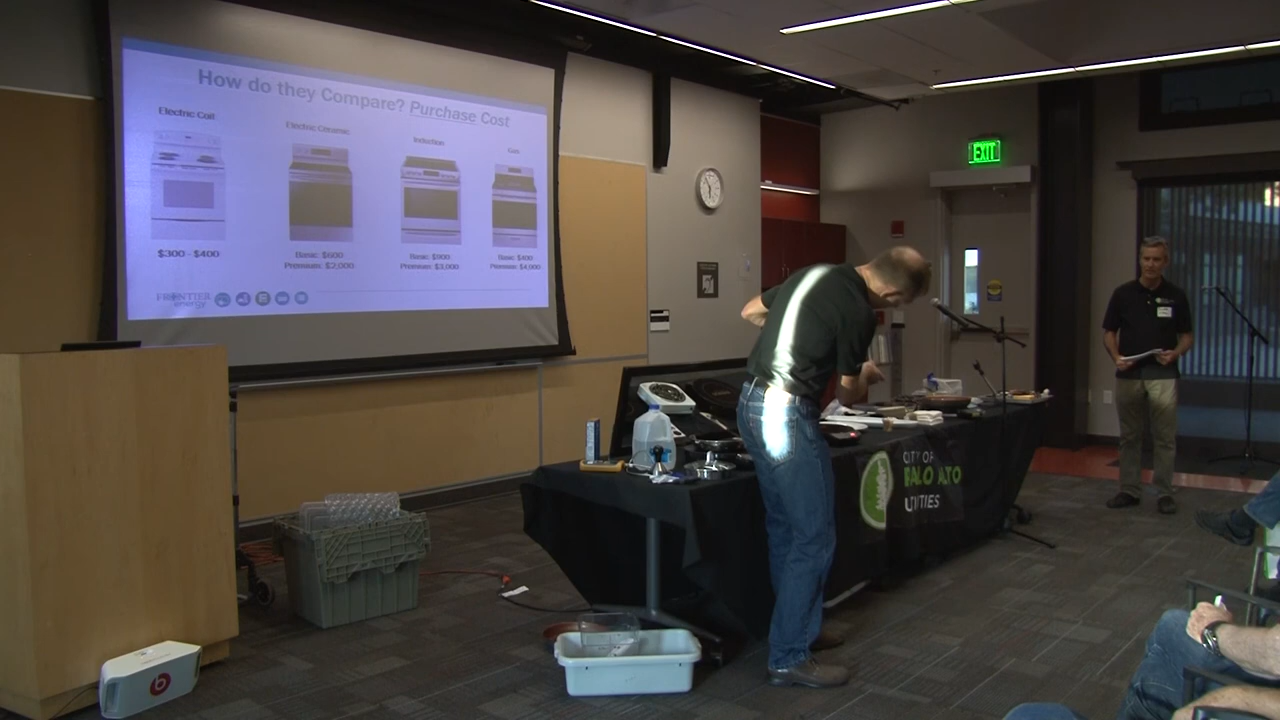 How do they Compare? Purchase Cost
Electric Coil
Electric Ceramic
Induction
Gas
$300 - $400
Basic: $600
Premium: $2,000
Basic: $900
Premium: $3,000
Basic: $400
Premium: $4,000
FRONTIER
energy
EXIT
CITY OF
PALO ALTO
UTILITIES